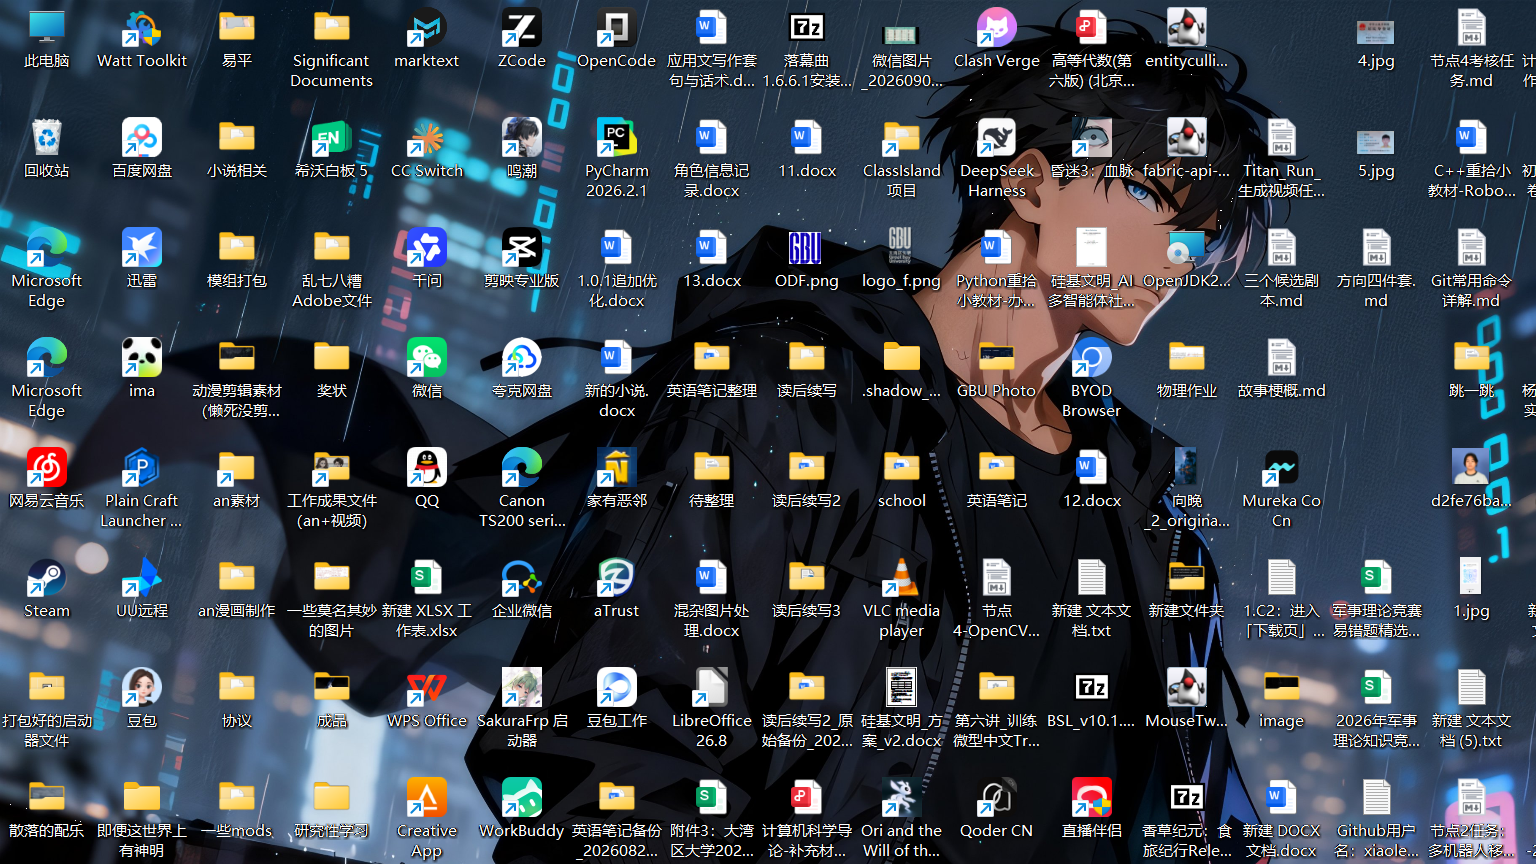 此电脑
Watt Toolkit
易平
Significant
Documents
marktext
ZCode
OpenCode
应用文写作套
句与话术.d...
落幕曲
1.6.6.1安装...
微信图片
_2026090...
Clash Verge
高等代数(第
六版) (北京...
entityculli...
4.jpg
节点4考核任
务.md
回收站
百度网盘
小说相关
希沃白板 5
CC Switch
鸣潮
PyCharm
2026.2.1
角色信息记
录.docx
11.docx
ClassIsland
项目
DeepSeek
Harness
昏迷3：血脉
fabric-api-...
Titan_Run_
生成视频任...
5.jpg
C++重拾小
教材-Robo...
Microsoft
Edge
迅雷
模组打包
乱七八糟
Adobe文件
千问
剪映专业版
1.0.1追加优
化.docx
13.docx
ODF.png
logo_f.png
Python重拾
小教材-办...
硅基文明_AI
多智能体社...
OpenJDK2...
三个候选剧
本.md
方向四件套.
md
Git常用命令
详解.md
Microsoft
Edge
ima
动漫剪辑素材
(懒死没剪...
奖状
微信
夸克网盘
新的小说.
docx
英语笔记整理
读后续写
.shadow_...
GBU Photo
BYOD
Browser
物理作业
故事梗概.md
跳一跳
网易云音乐
Plain Craft
Launcher ...
an素材
工作成果文件
(an+视频)
QQ
Canon
TS200 seri...
家有恶邻
待整理
读后续写2
school
英语笔记
12.docx
向晚
_2_origina...
Mureka Co
Cn
d2fe76ba...
Steam
UU远程
an漫画制作
一些莫名其妙
的图片
新建 XLSX 工
作表.xlsx
企业微信
aTrust
混杂图片处
理.docx
读后续写3
VLC media
player
节点
4-OpenCV...
新建 文本文
档.txt
新建文件夹
1.C2：进入
「下载页」...
军事理论竞赛
易错题精选...
1.jpg
打包好的启动
器文件
豆包
协议
成品
WPS Office
SakuraFrp 启
动器
豆包工作
LibreOffice
26.8
读后续写2_原
始备份_202...
硅基文明_方
案_v2.docx
第六讲_训练
微型中文Tr...
BSL_v10.1....
MouseTw...
image
2026年军事
理论知识竞...
新建 文本文
档 (5).txt
散落的配乐
即便这世界上
有神明
一些mods
研究性学习
Creative
App
WorkBuddy
英语笔记备份
_2026082...
附件3：大湾
区大学202...
计算机科学导
论-补充材...
Ori and the
Will of th...
Qoder CN
直播伴侣
香草纪元：食
旅纪行Rele...
新建 DOCX
文档.docx
Github用户
名：xiaole...
节点2任务：
多机器人移...